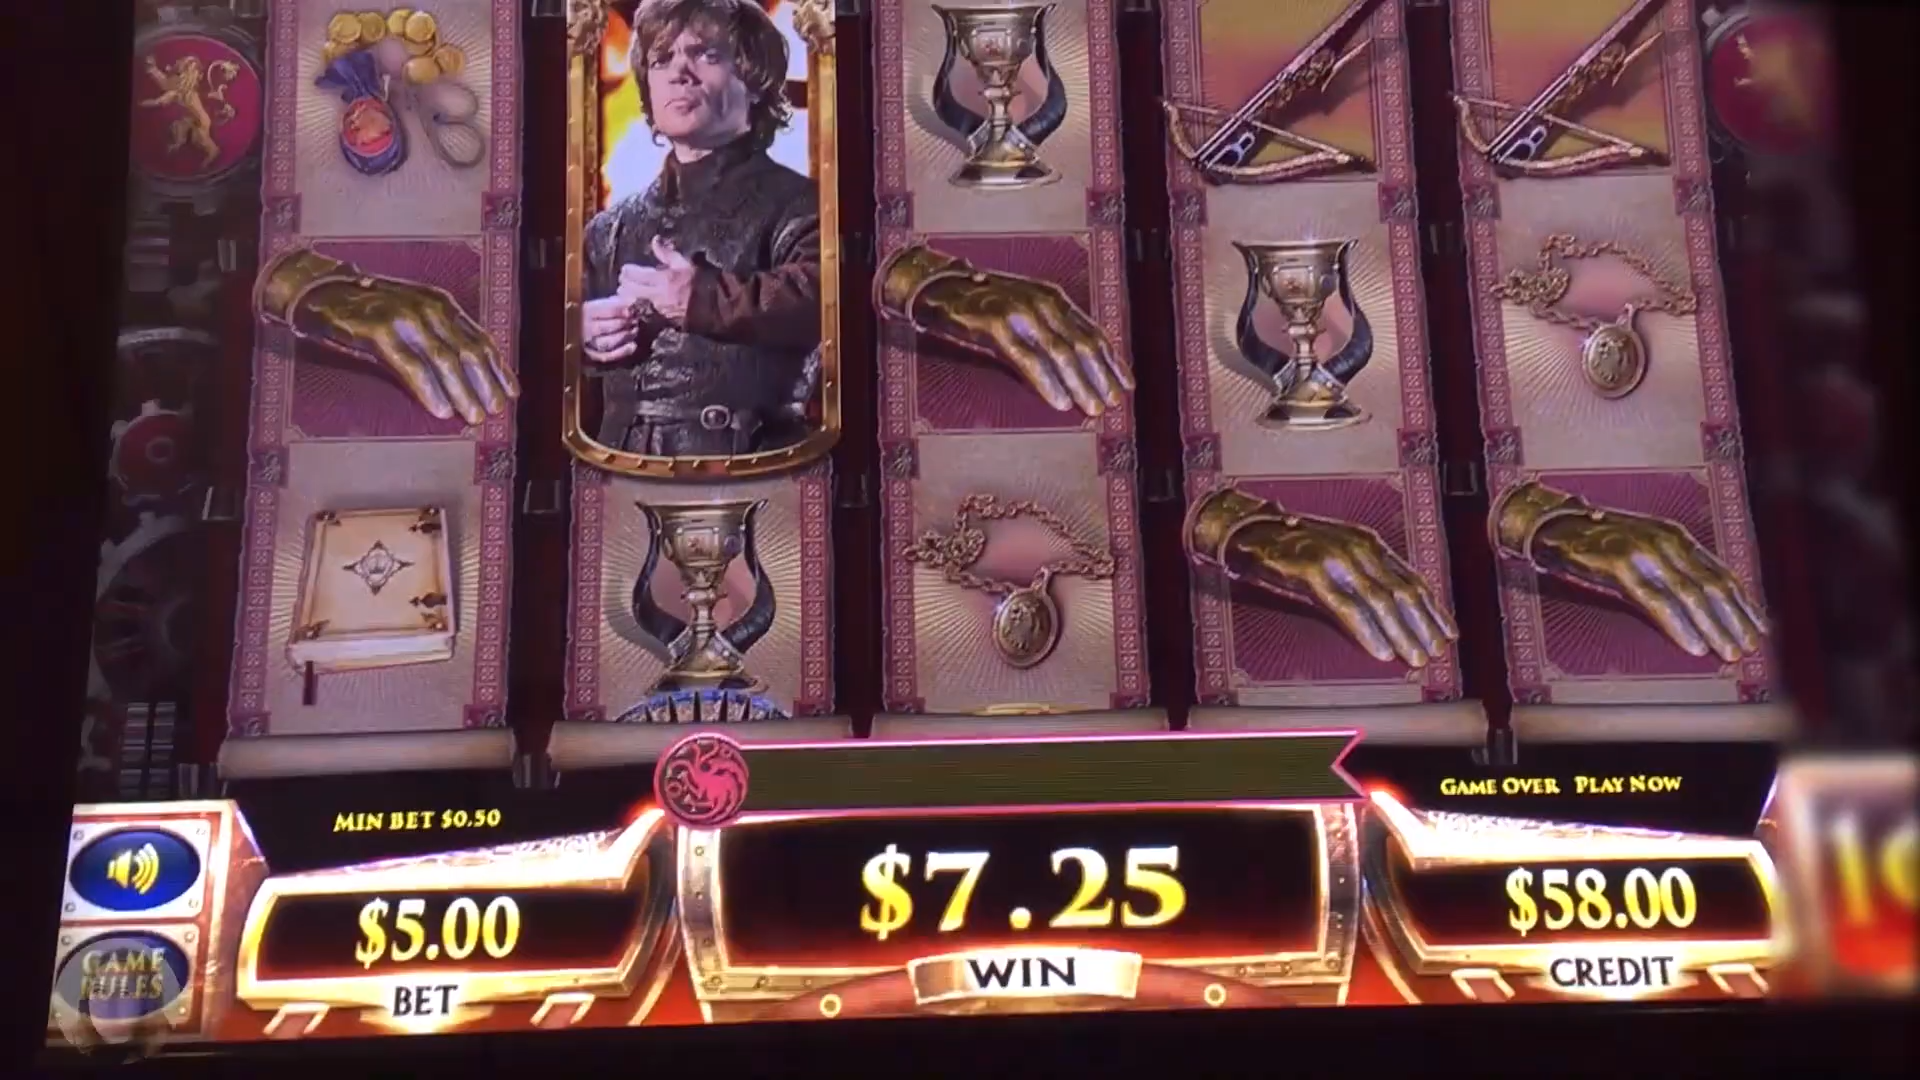 MIN BET $0.50
GAME OVER PLAY NOW
$5.00
$7.25
$58.00
BET
WIN
CREDIT
GAME
RULES